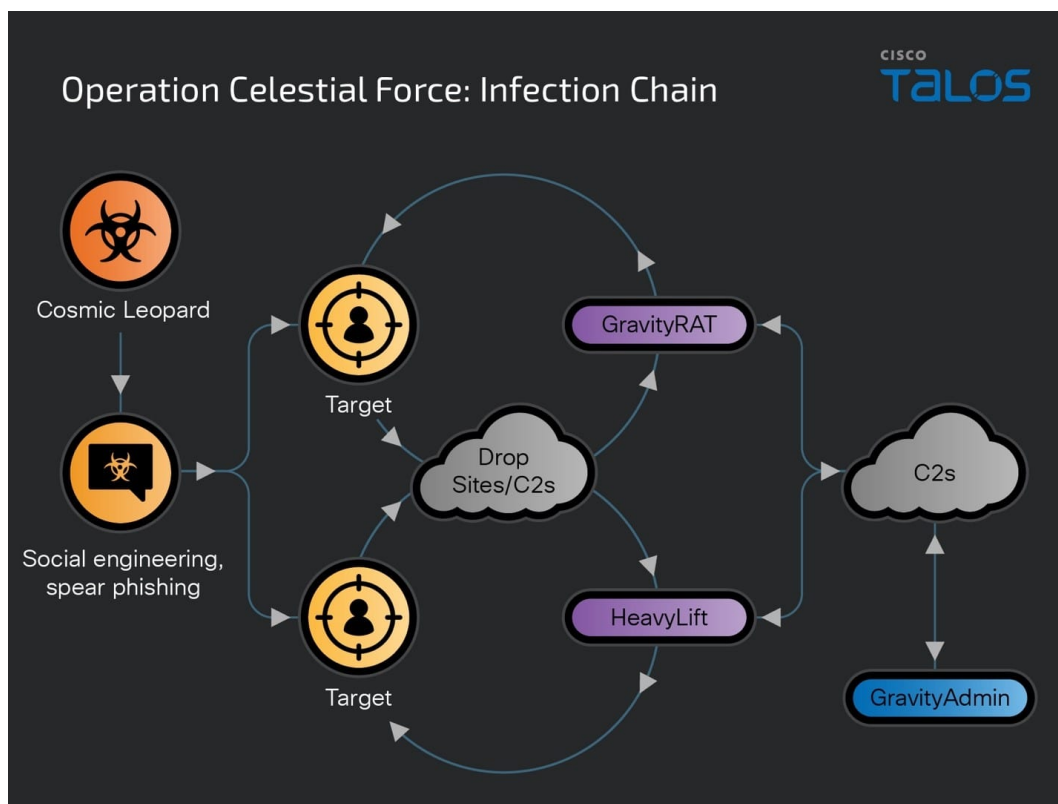 CISCO
TALOS
Operation Celestial Force: Infection Chain
Cosmic Leopard
Social engineering,
spear phishing
Target
Target
Drop
Sites/C2s
GravityRAT
HeavyLift
C2s
GravityAdmin